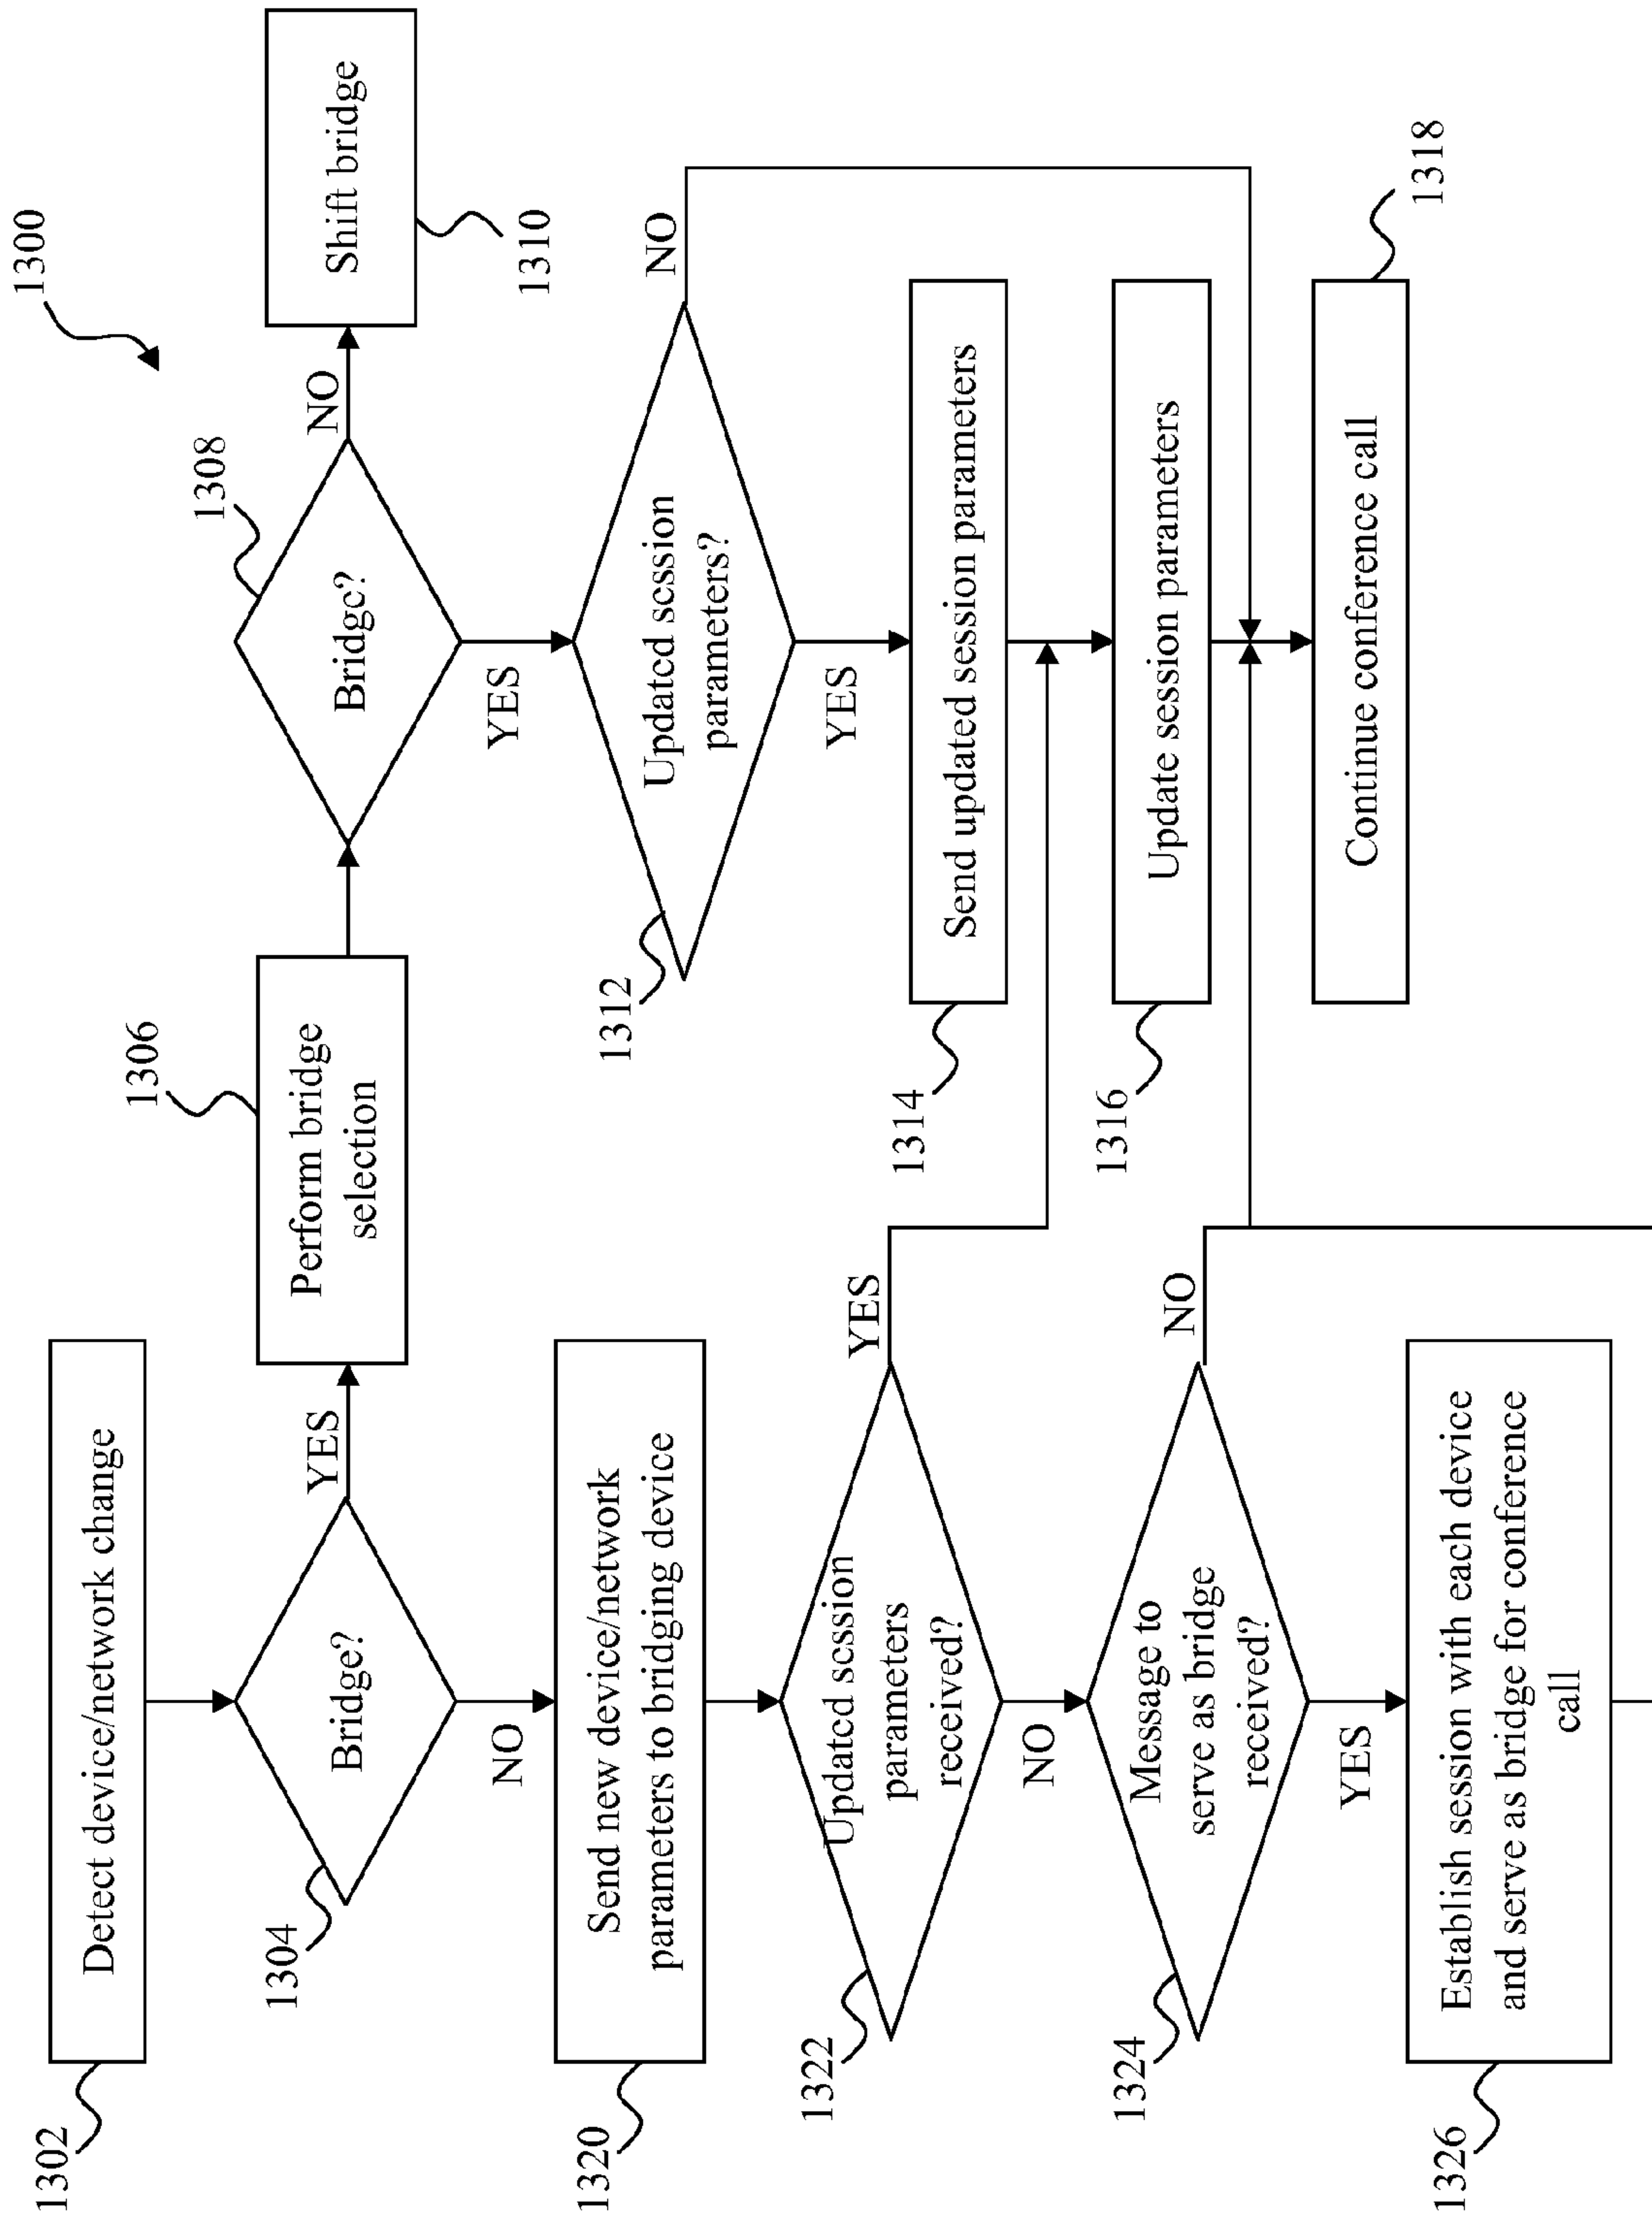 1300
1302
Detect device/network change
1304
Bridge?
YES
1306
Perform bridge
selection
1308
Bridge?
NO
Shift bridge
1310
YES
1312
Updated session
parameters?
NO
YES
1314
Send updated session parameters
1316
Update session parameters
1318
Continue conference call
NO
1320
Send new device/network
parameters to bridging device
1322
Updated session
parameters
received?
YES
NO
1324
Message to
serve as bridge
received?
NO
YES
1326
Establish session with each device
and serve as bridge for conference
call